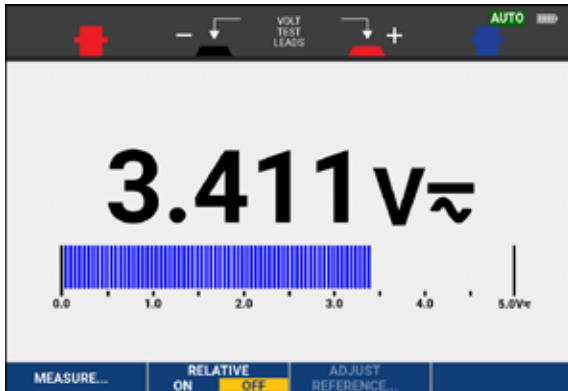 VOLT
TEST
LEADS
− +
AUTO
3.411 V⏦
0.0 1.0 2.0 3.0 4.0 5.0V
MEASURE...
RELATIVE
ON OFF
ADJUST
REFERENCE...